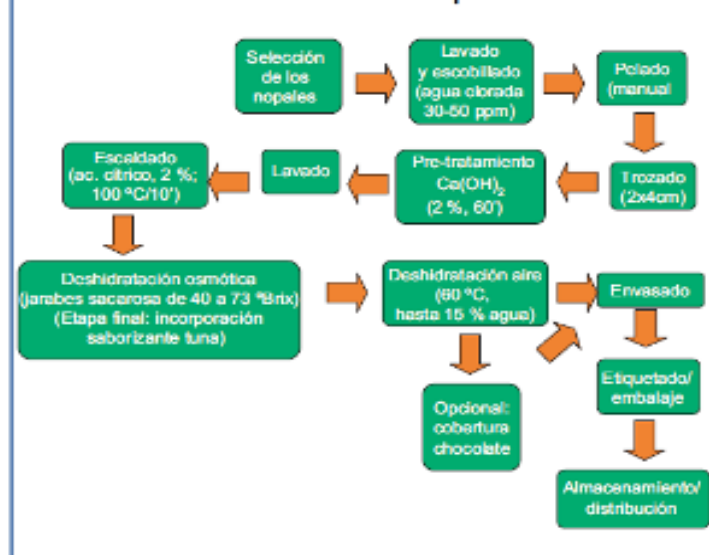 Selección
de los
nopales
Lavado
y escobillado
(agua clorada
30-50 ppm)
Pelado
(manual
Trozado
(2x4cm)
Pre-tratamiento
Ca(OH)₂
(2 %, 60')
Lavado
Escaldado
(ac. cítrico, 2 %;
100 ºC/10')
Deshidratación osmótica
(jarabes sacarosa de 40 a 73 ºBrix)
(Etapa final: incorporación
saborizante tuna)
Deshidratación aire
(60 ºC,
hasta 15 % agua)
Opcional:
cobertura
chocolate
Envasado
Etiquetado/
embalaje
Almacenamiento/
distribución